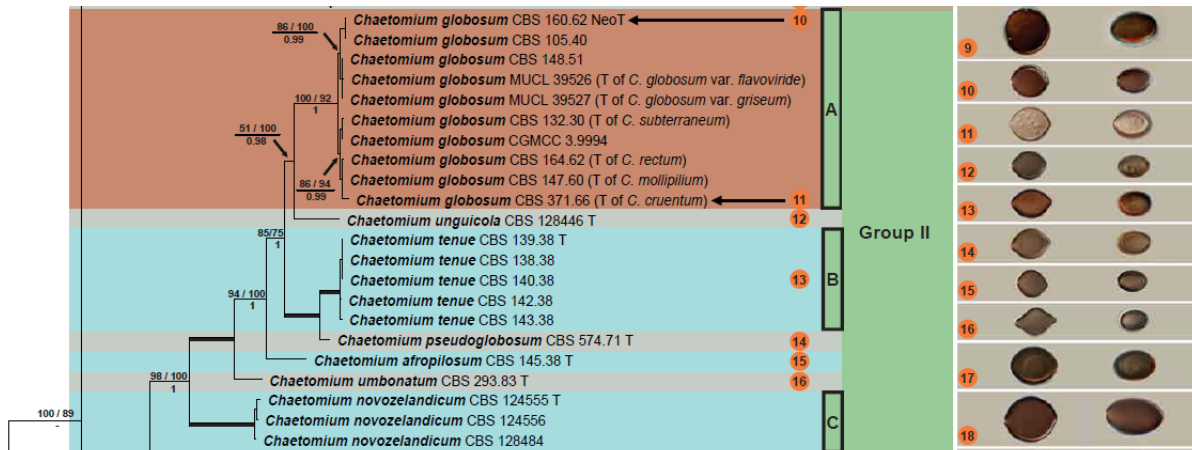 86 / 100
0.99
Chaetomium globosum CBS 160.62 NeoT
10
Chaetomium globosum CBS 105.40
Chaetomium globosum CBS 148.51
Chaetomium globosum MUCL 39526 (T of C. globosum var. flavoviride)
100 / 92
1
Chaetomium globosum MUCL 39527 (T of C. globosum var. griseum)
A
51 / 100
0.98
Chaetomium globosum CBS 132.30 (T of C. subterraneum)
Chaetomium globosum CGMCC 3.9994
Chaetomium globosum CBS 164.62 (T of C. rectum)
86 / 94
0.99
Chaetomium globosum CBS 147.60 (T of C. mollipilium)
Chaetomium globosum CBS 371.66 (T of C. cruentum)
11
Chaetomium unguicola CBS 128446 T
12
85/75
1
Chaetomium tenue CBS 139.38 T
Chaetomium tenue CBS 138.38
Chaetomium tenue CBS 140.38
13
B
Chaetomium tenue CBS 142.38
Chaetomium tenue CBS 143.38
94 / 100
1
Chaetomium pseudoglobosum CBS 574.71 T
14
Chaetomium afropilosum CBS 145.38 T
15
Chaetomium umbonatum CBS 293.83 T
16
98 / 100
1
Chaetomium novozelandicum CBS 124555 T
Chaetomium novozelandicum CBS 124556
C
Chaetomium novozelandicum CBS 128484
100 / 89
-
Group II
9
10
11
12
13
14
15
16
17
18